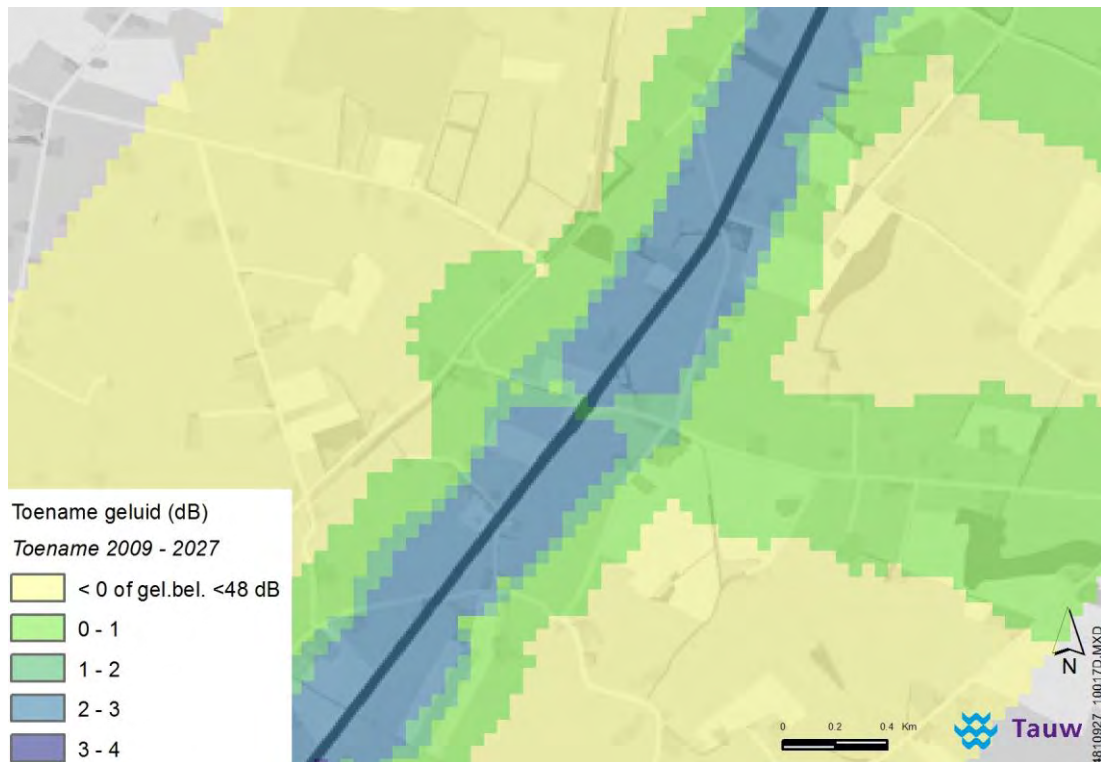 Toename geluid (dB)
Toename 2009 - 2027
< 0 of gel.bel. <48 dB
0 - 1
1 - 2
2 - 3
3 - 4
0 0.2 0.4 Km
Tauw
N
4810927_10017D.MXD